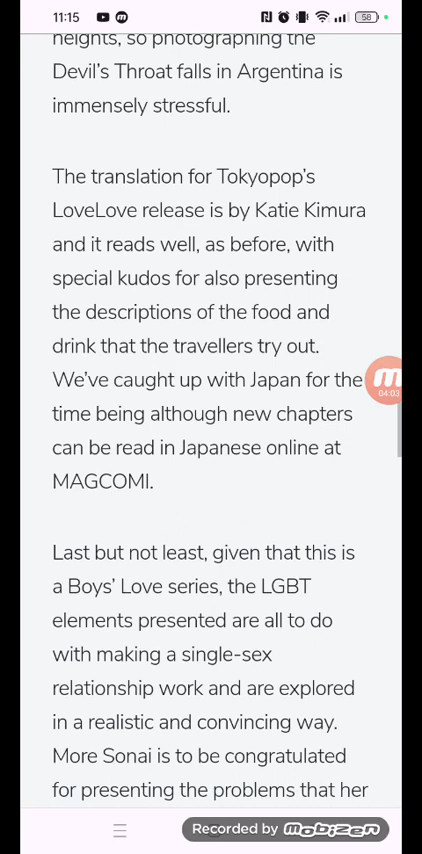 11:15
58
heights, so photographing the
Devil's Throat falls in Argentina is
immensely stressful.
The translation for Tokyopop's
LoveLove release is by Katie Kimura
and it reads well, as before, with
special kudos for also presenting
the descriptions of the food and
drink that the travellers try out.
We've caught up with Japan for the
04:03
time being although new chapters
can be read in Japanese online at
MAGCOMI.
Last but not least, given that this is
a Boys' Love series, the LGBT
elements presented are all to do
with making a single-sex
relationship work and are explored
in a realistic and convincing way.
More Sonai is to be congratulated
for presenting the problems that her
Recorded by mobizen